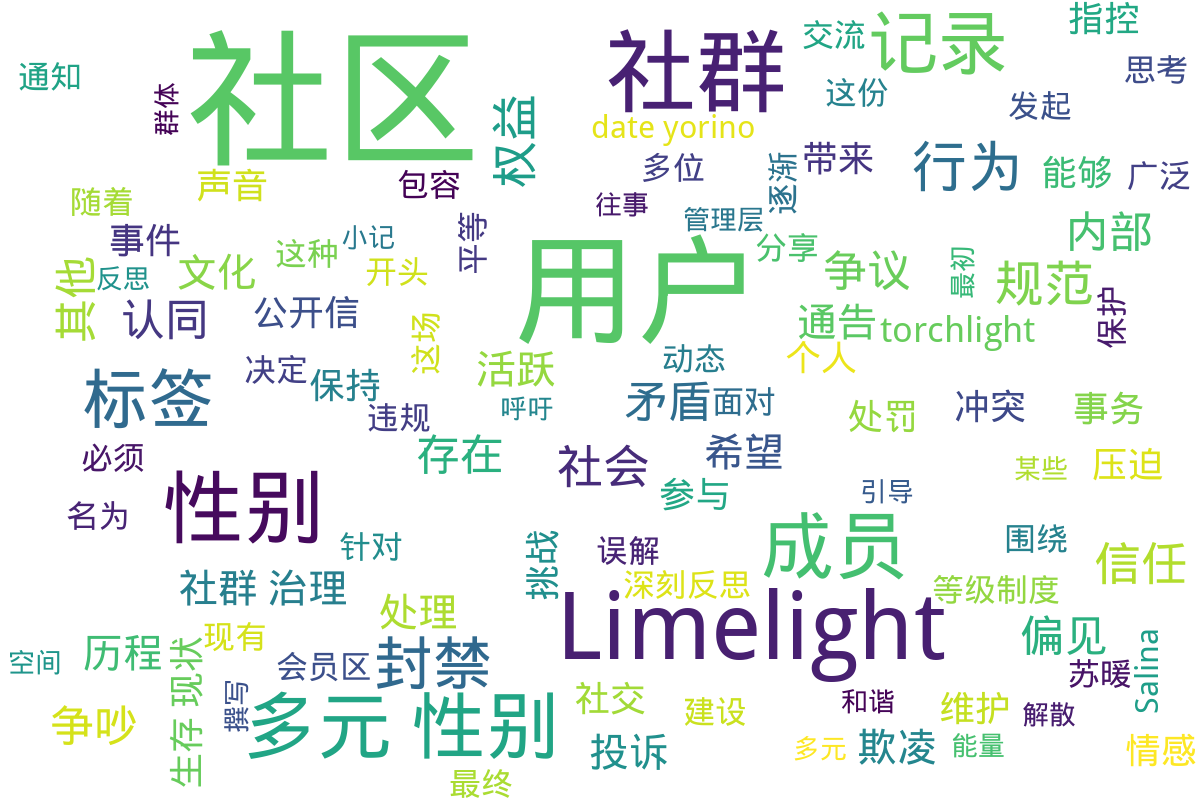 指控
交流
记录
社区
社群
思考
通知
群体
这份
发起
权益
date yorino
带来
行为
多位
逐渐
能够
广泛
声音
包容
随着
往事
管理层
内部
事件
小记
平等
用户
分享
争议
最初
规范
这种
文化
反思
开头
其他
认同
公开信
这场
通告
torchlight
保护
活跃
动态
个人
决定
保持
标签
违规
呼吁
矛盾
面对
处罚
冲突
事务
必须
存在
社会
希望
某些
压迫
性别
名为
参与
引导
针对
挑战
误解
成员
围绕
信任
社群 治理
深刻反思
等级制度
处理
Limelight
偏见
现有
历程
空间
会员区
封禁
苏暖
Salina
生存 现状
撰写
多元 性别
社交
建设
和谐
维护
解散
争吵
投诉
多元
欺凌
能量
情感
最终